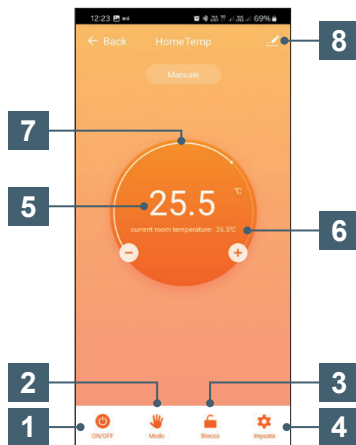 12:23 69%
← Back HomeTemp
8
Manuale
7
25.5 °C
5
current room temperature: 26.5°C
6
− +
2
3
1
ON/OFF Modo Blocco Imposta
4